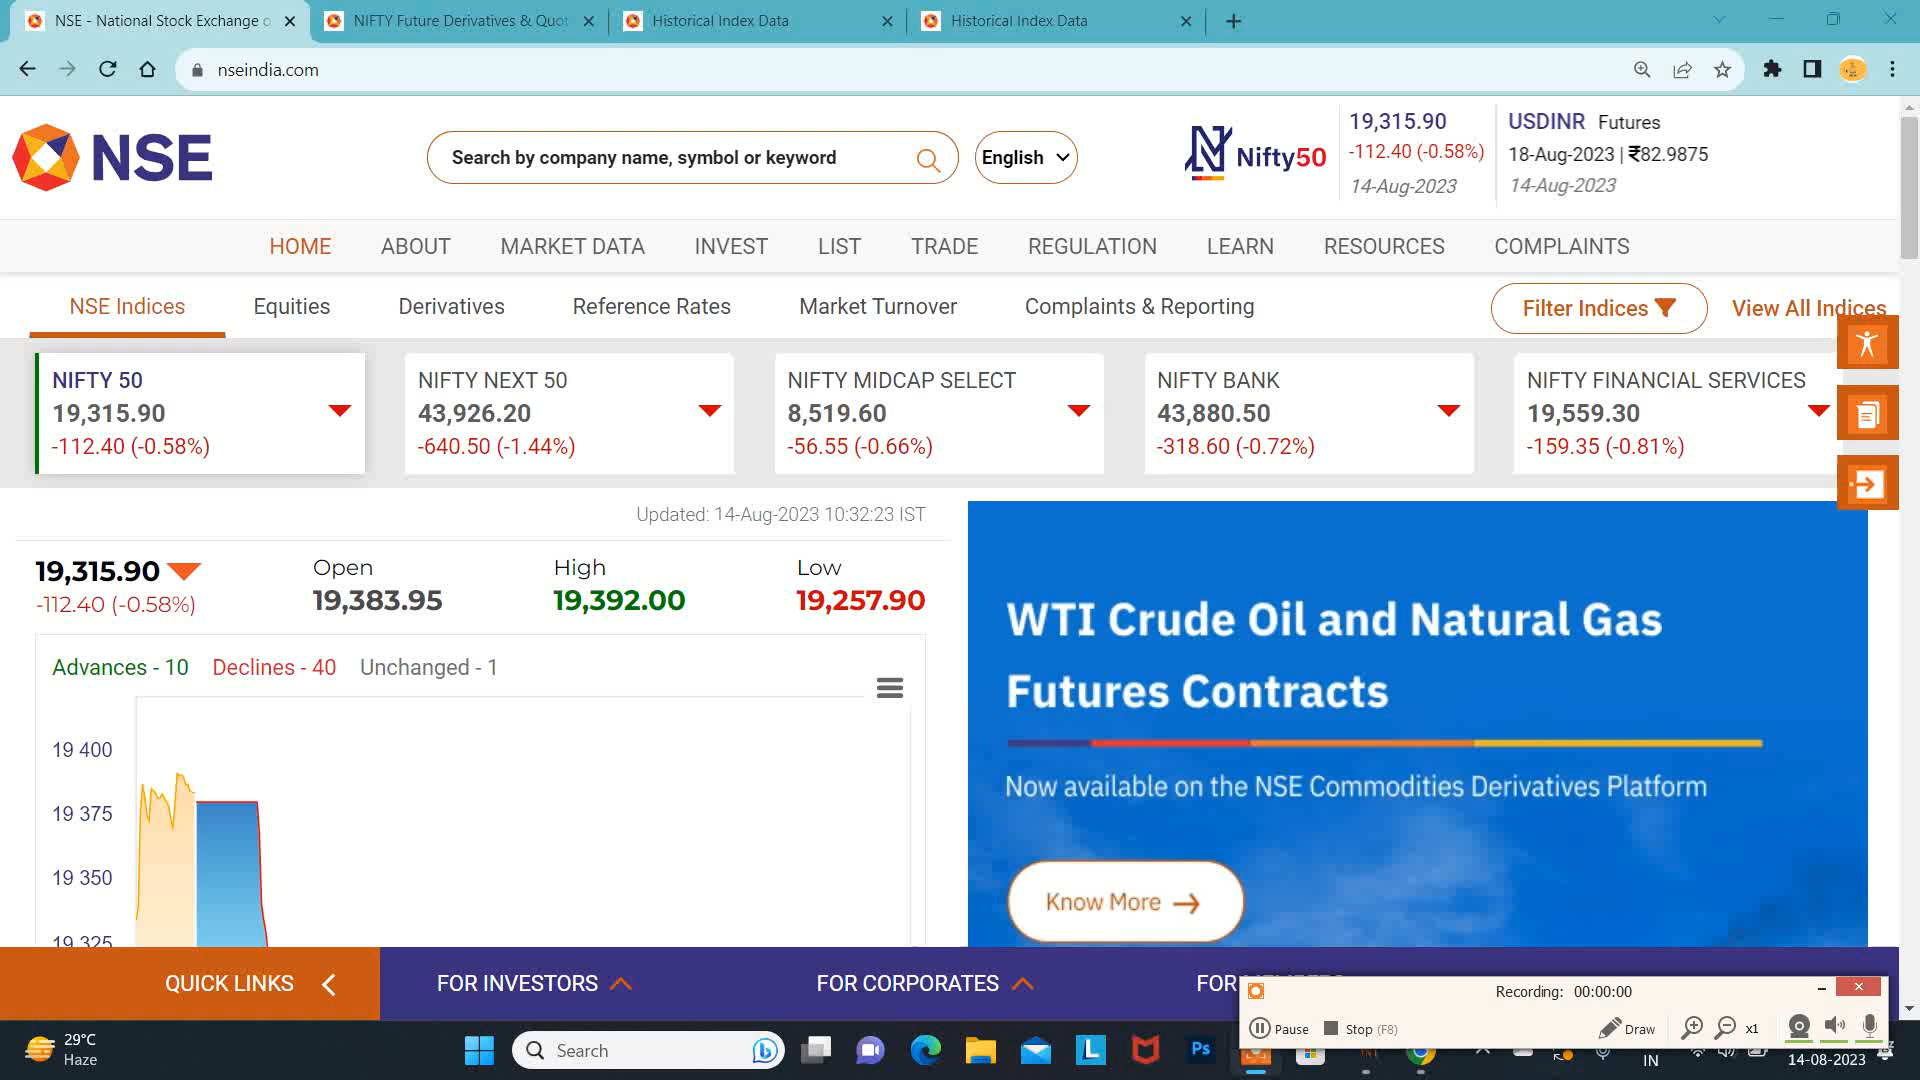 NSE - National Stock Exchange o
NIFTY Future Derivatives & Quot
Historical Index Data
Historical Index Data
nseindia.com
NSE
Search by company name, symbol or keyword
English
Nifty50
19,315.90
-112.40 (-0.58%)
14-Aug-2023
USDINR Futures
18-Aug-2023 | ₹82.9875
14-Aug-2023
HOME ABOUT MARKET DATA INVEST LIST TRADE REGULATION LEARN RESOURCES COMPLAINTS
NSE Indices Equities Derivatives Reference Rates Market Turnover Complaints & Reporting Filter Indices View All Indices
NIFTY 50
19,315.90
-112.40 (-0.58%)
NIFTY NEXT 50
43,926.20
-640.50 (-1.44%)
NIFTY MIDCAP SELECT
8,519.60
-56.55 (-0.66%)
NIFTY BANK
43,880.50
-318.60 (-0.72%)
NIFTY FINANCIAL SERVICES
19,559.30
-159.35 (-0.81%)
Updated: 14-Aug-2023 10:32:23 IST
19,315.90
-112.40 (-0.58%)
Open
19,383.95
High
19,392.00
Low
19,257.90
Advances - 10 Declines - 40 Unchanged - 1
19 400
19 375
19 350
19 325
WTI Crude Oil and Natural Gas
Futures Contracts
Now available on the NSE Commodities Derivatives Platform
Know More
QUICK LINKS
FOR INVESTORS
FOR CORPORATES
FOR
Recording: 00:00:00
Pause Stop (F8) Draw x1
29°C
Haze
Search
L
Ps
IN
14-08-2023